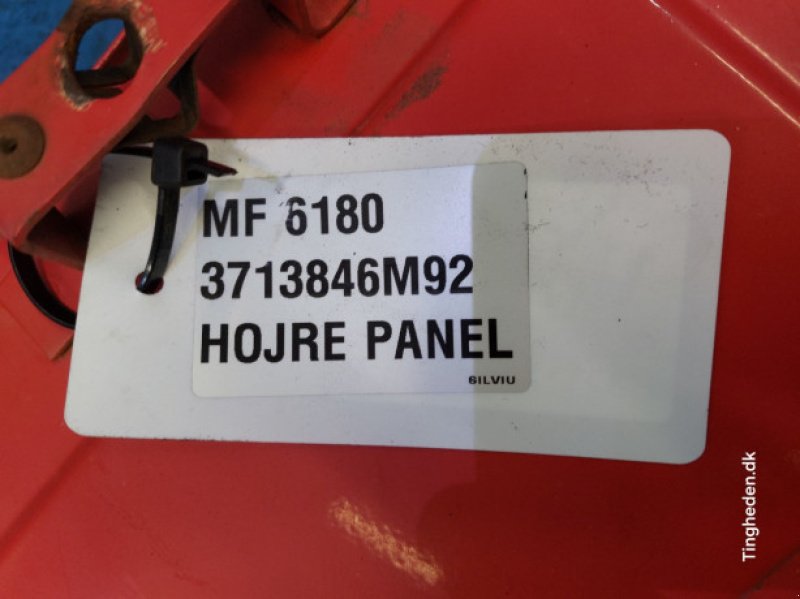 MF 6180
3713846M92
HOJRE PANEL
SILVIU
Tingheden.dk